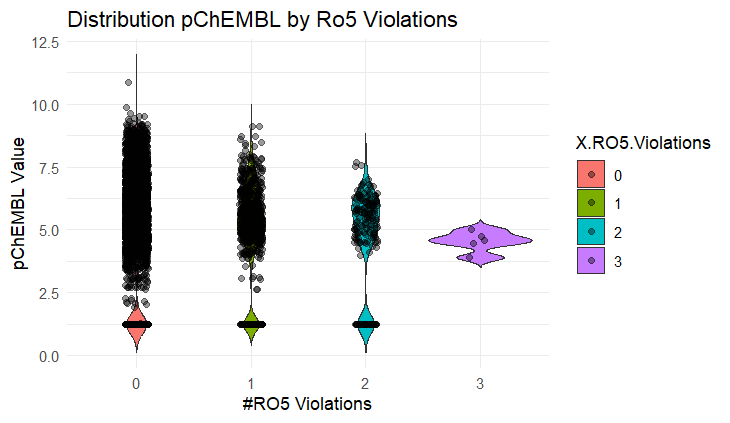 Distribution pChEMBL by Ro5 Violations
12.5
10.0
7.5
5.0
2.5
0.0
pChEMBL Value
0 1 2 3
#RO5 Violations
X.RO5.Violations
0
1
2
3